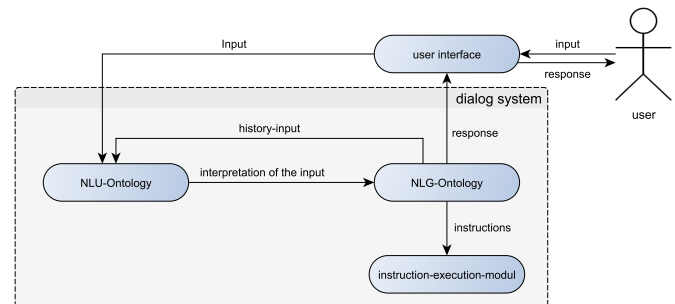 Input
input
user interface
response
dialog system
user
history-input
response
NLU-Ontology
interpretation of the input
NLG-Ontology
instructions
instruction-execution-modul